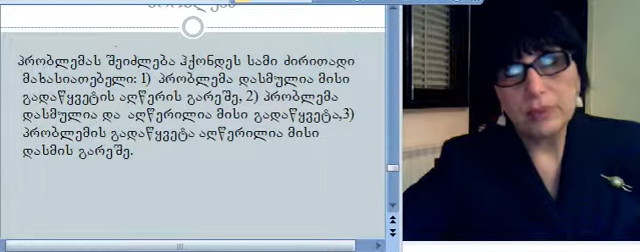 პრობლემას შეიძლება ჰქონდეს სამი ძირითადი
მახასიათებელი: 1) პრობლემა დასმულია მისი
გადაწყვეტის აღწერის გარეშე, 2) პრობლემა
დასმულია და აღწერილია მისი გადაწყვეტა,3)
პრობლემის გადაწყვეტა აღწერილია მისი
დასმის გარეშე.